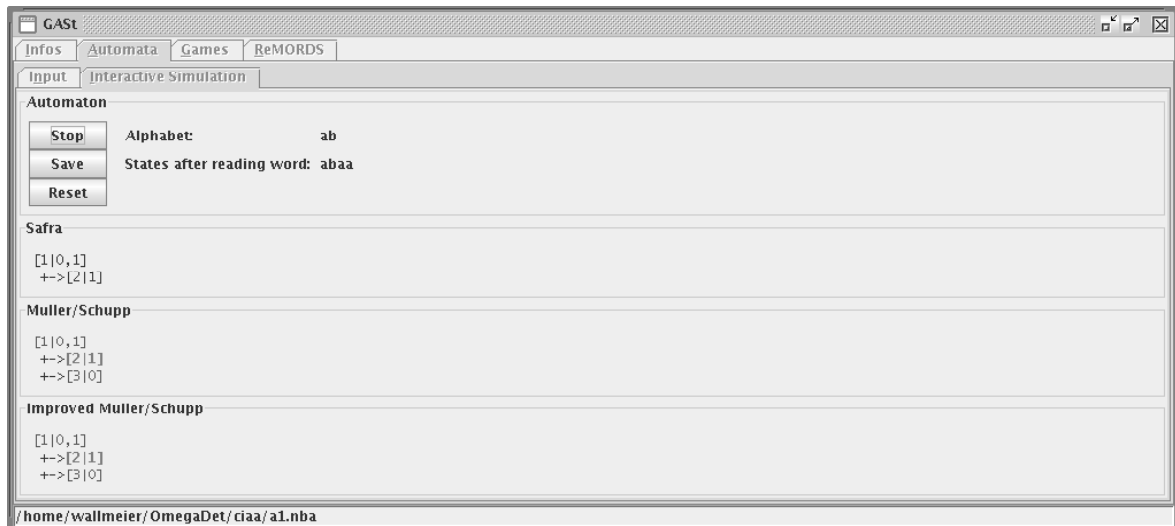 GASt
Infos Automata Games ReMORDS
Input Interactive Simulation
Automaton
Stop Alphabet: ab
Save States after reading word: abaa
Reset
Safra
[1|0,1]
+->[2|1]
Muller/Schupp
[1|0,1]
+->[2|1]
+->[3|0]
Improved Muller/Schupp
[1|0,1]
+->[2|1]
+->[3|0]
/home/wallmeier/OmegaDet/ciaa/a1.nba